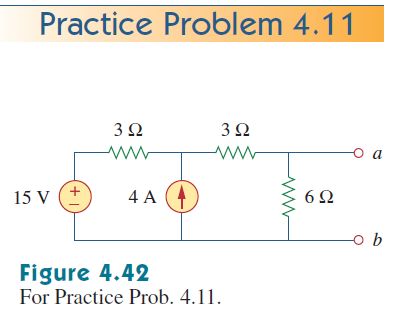 Practice Problem 4.11
3 Ω 3 Ω
a
15 V + − 4 A 6 Ω
b
Figure 4.42
For Practice Prob. 4.11.